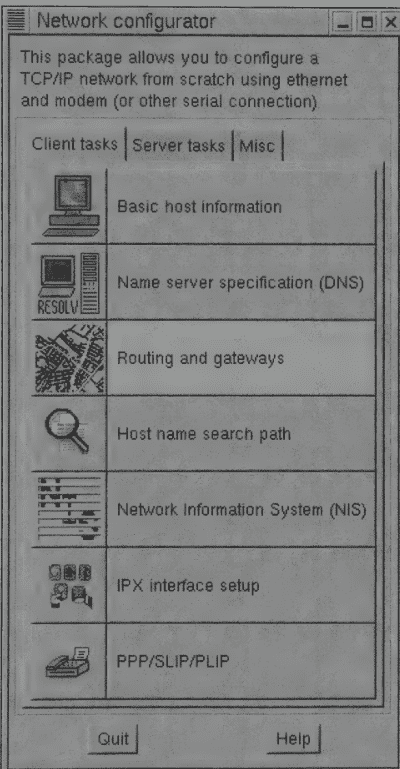 Network configurator
This package allows you to configure a
TCP/IP network from scratch using ethernet
and modem (or other serial connection)
Client tasks Server tasks Misc
Basic host information
RESOLV
Name server specification (DNS)
Routing and gateways
Host name search path
Network Information System (NIS)
IPX interface setup
PPP/SLIP/PLIP
Quit Help